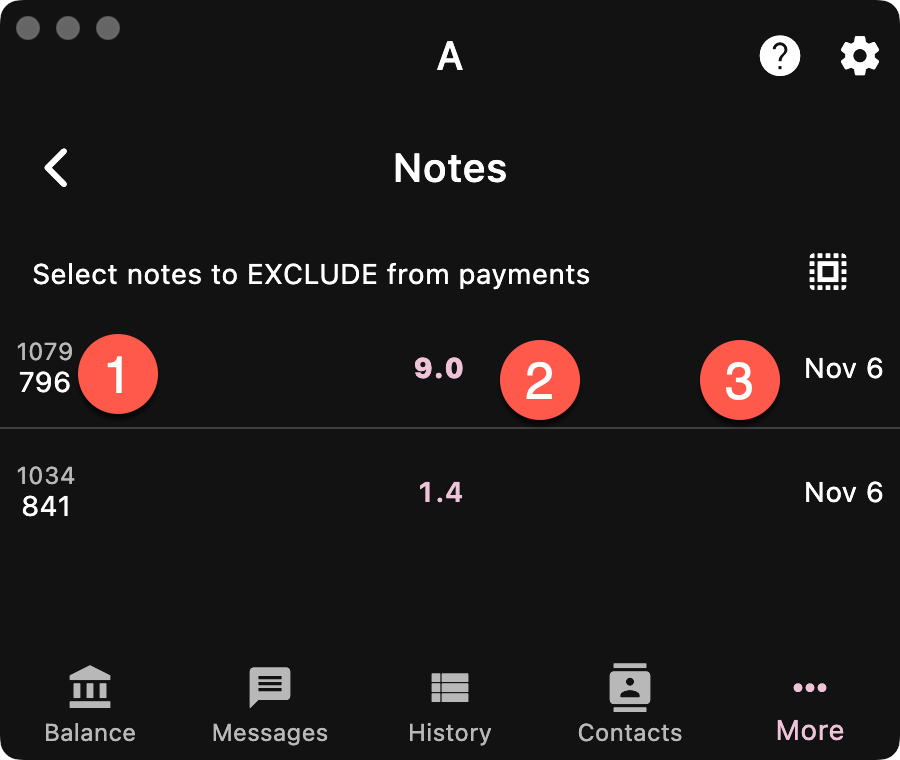 A
Notes
Select notes to EXCLUDE from payments
1079
796 1 9.0 2 3 Nov 6
1034
841 1.4 Nov 6
Balance Messages History Contacts More